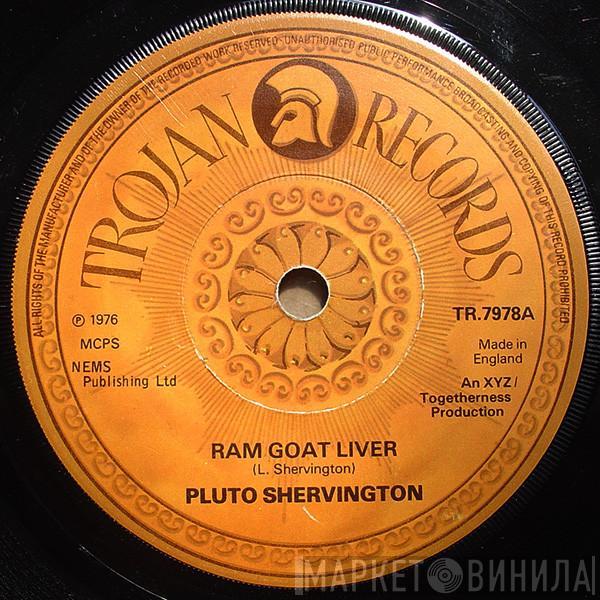 ALL RIGHTS OF THE MANUFACTURER AND OF THE OWNER OF THE RECORDED WORK RESERVED · UNAUTHORISED PUBLIC PERFORMANCE BROADCASTING AND COPYING OF THIS RECORD PROHIBITED
TROJAN RECORDS
℗ 1976
MCPS
NEMS
Publishing Ltd
TR.7978A
Made in
England
An XYZ/
Togetherness
Production
RAM GOAT LIVER
(L. Shervington)
PLUTO SHERVINGTON
МАРКЕТ ВИНИЛА